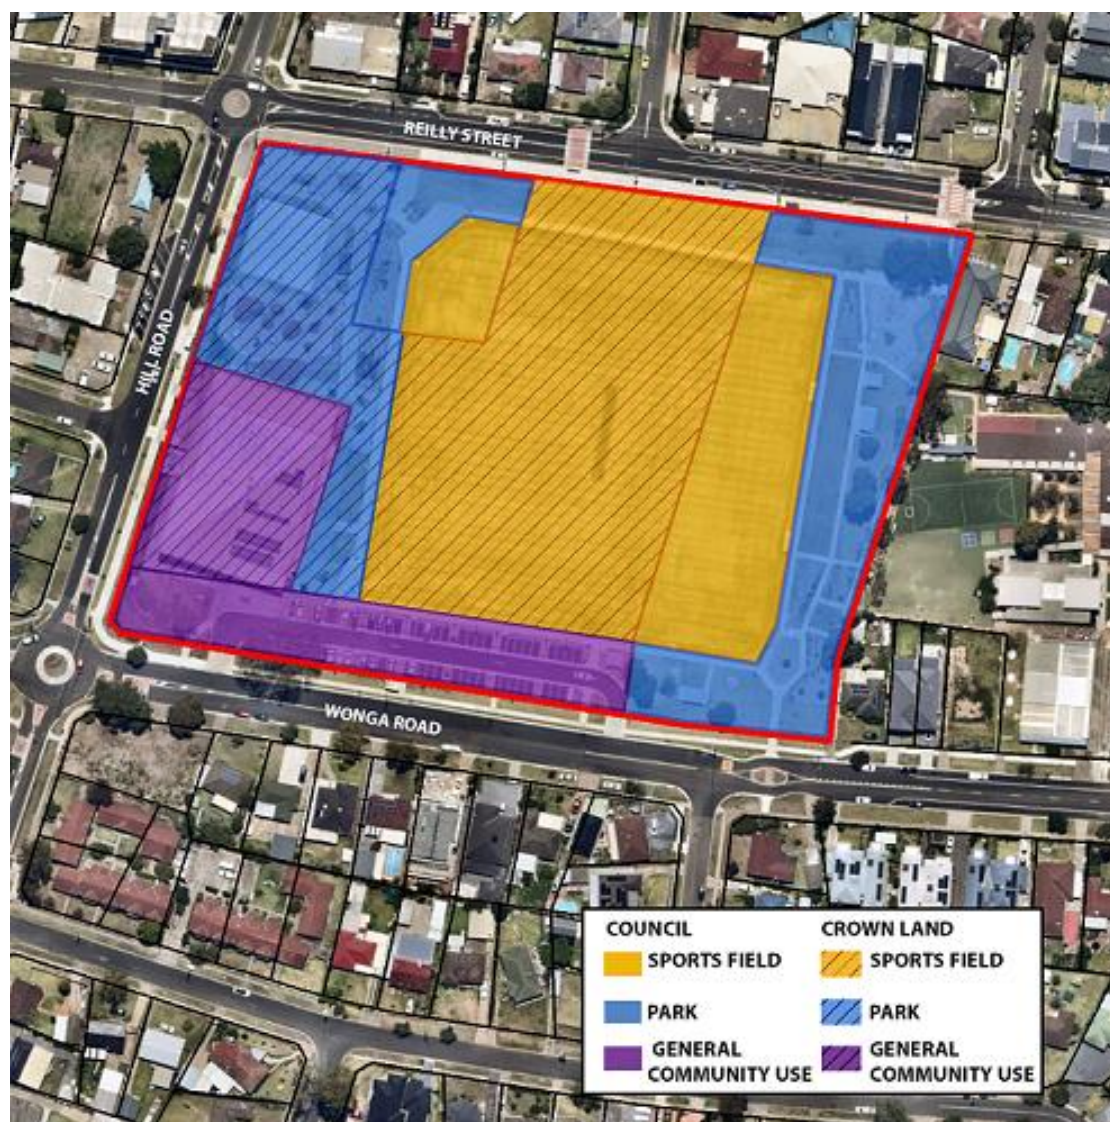 REILLY STREET
HILL ROAD
WONGA ROAD
COUNCIL
SPORTS FIELD
PARK
GENERAL
COMMUNITY USE
CROWN LAND
SPORTS FIELD
PARK
GENERAL
COMMUNITY USE